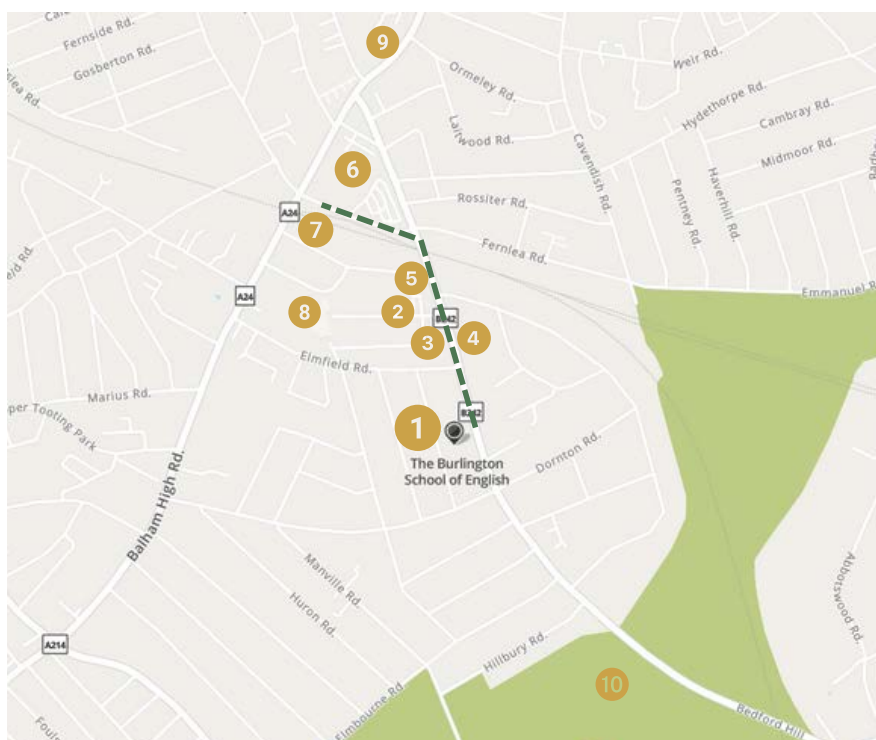 9
Fernside Rd.
Gosberton Rd.
Ormeley Rd.
Weir Rd.
Hydethorpe Rd.
Cambray Rd.
Laitwood Rd.
Cavendish Rd.
Midmoor Rd.
6
Rossiter Rd.
Pentney Rd.
Haverhill Rd.
A24
7
Fernlea Rd.
5
Emmanuel
A24
8
2
B242
3
4
Elmfield Rd.
Marius Rd.
Tooting Park
B242
1
The Burlington
School of English
Dornton Rd.
Balham High Rd.
Manville Rd.
Huron Rd.
Abbotswood Rd.
A214
Hillbury Rd.
10
Elmbourne Rd.
Bedford Hill